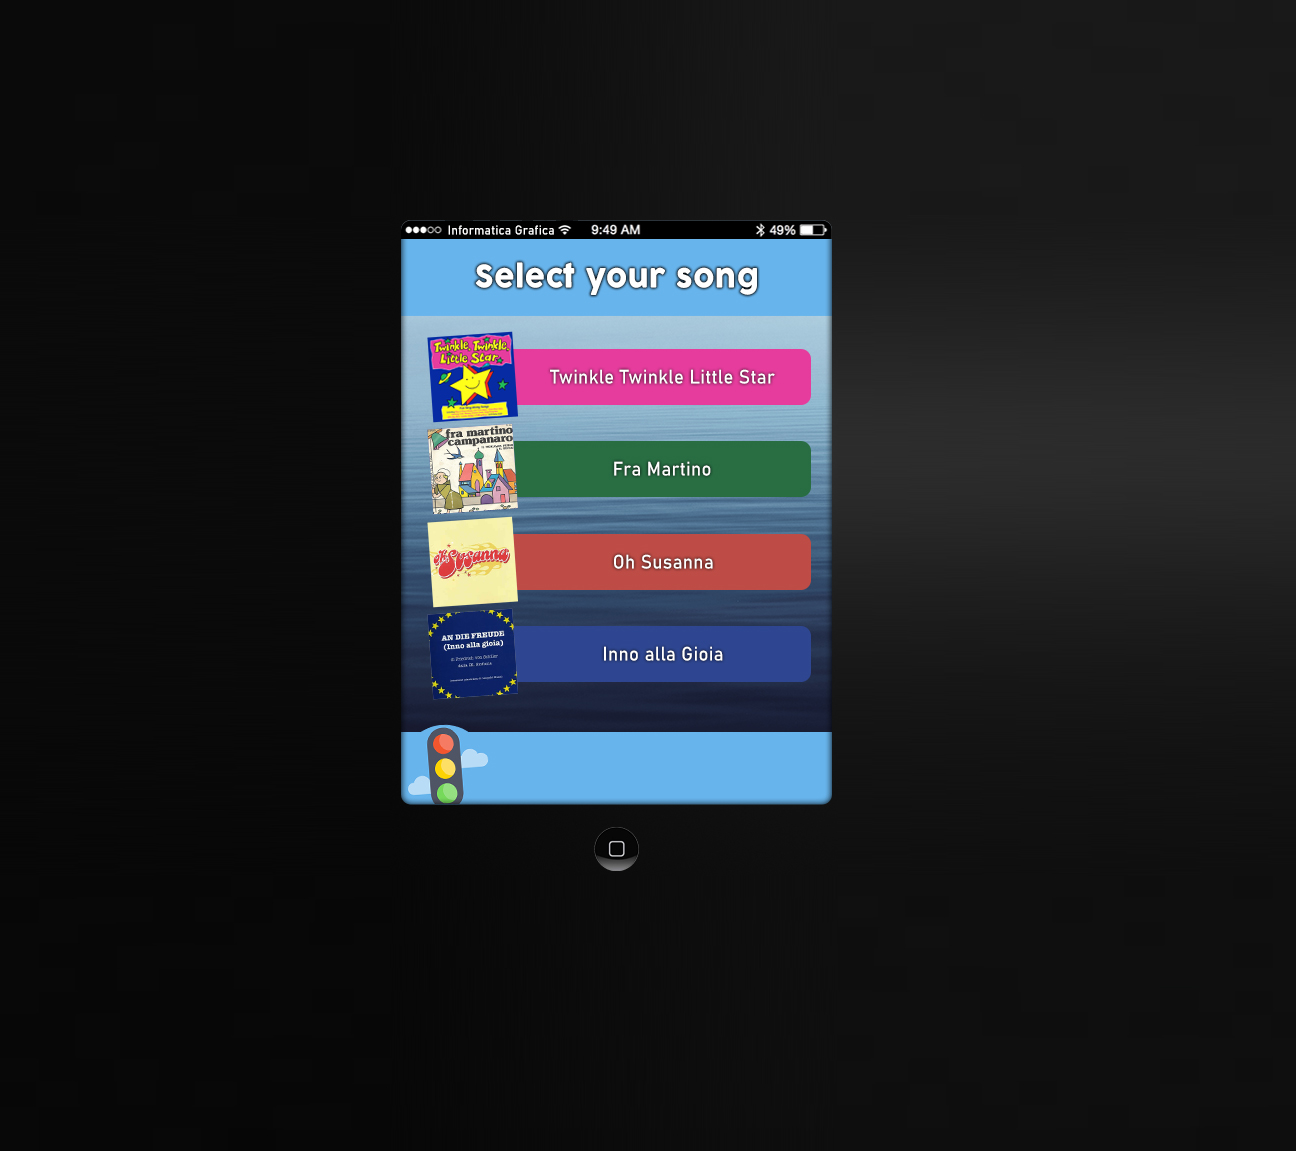 Informatica Grafica 9:49 AM 49%
Select your song
Twinkle, Twinkle,
Little Star
Twinkle Twinkle Little Star
fra martino
campanaro
Fra Martino
oh Susanna
Oh Susanna
AN DIE FREUDE
(Inno alla gioia)
Inno alla Gioia